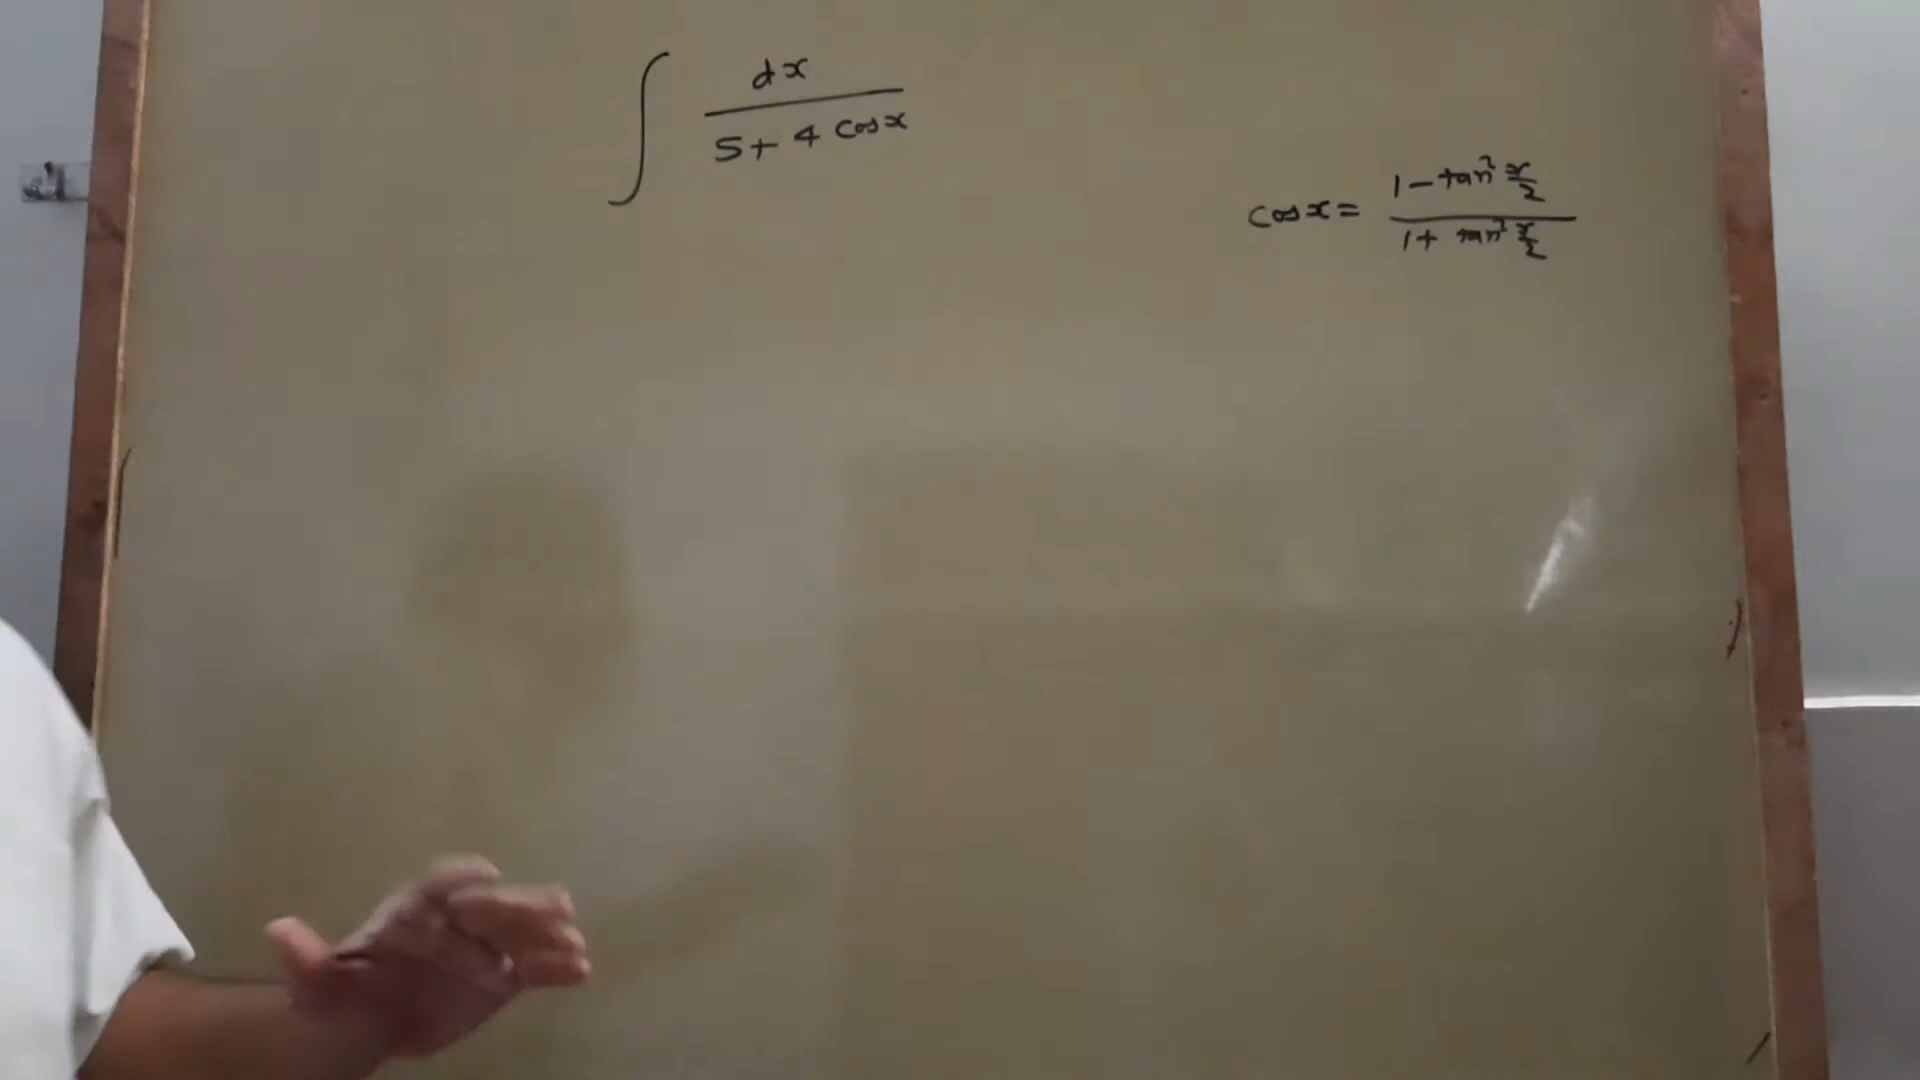 ∫ dx / (5 + 4 cos x)
cos x = (1 − tan² x/2) / (1 + tan² x/2)